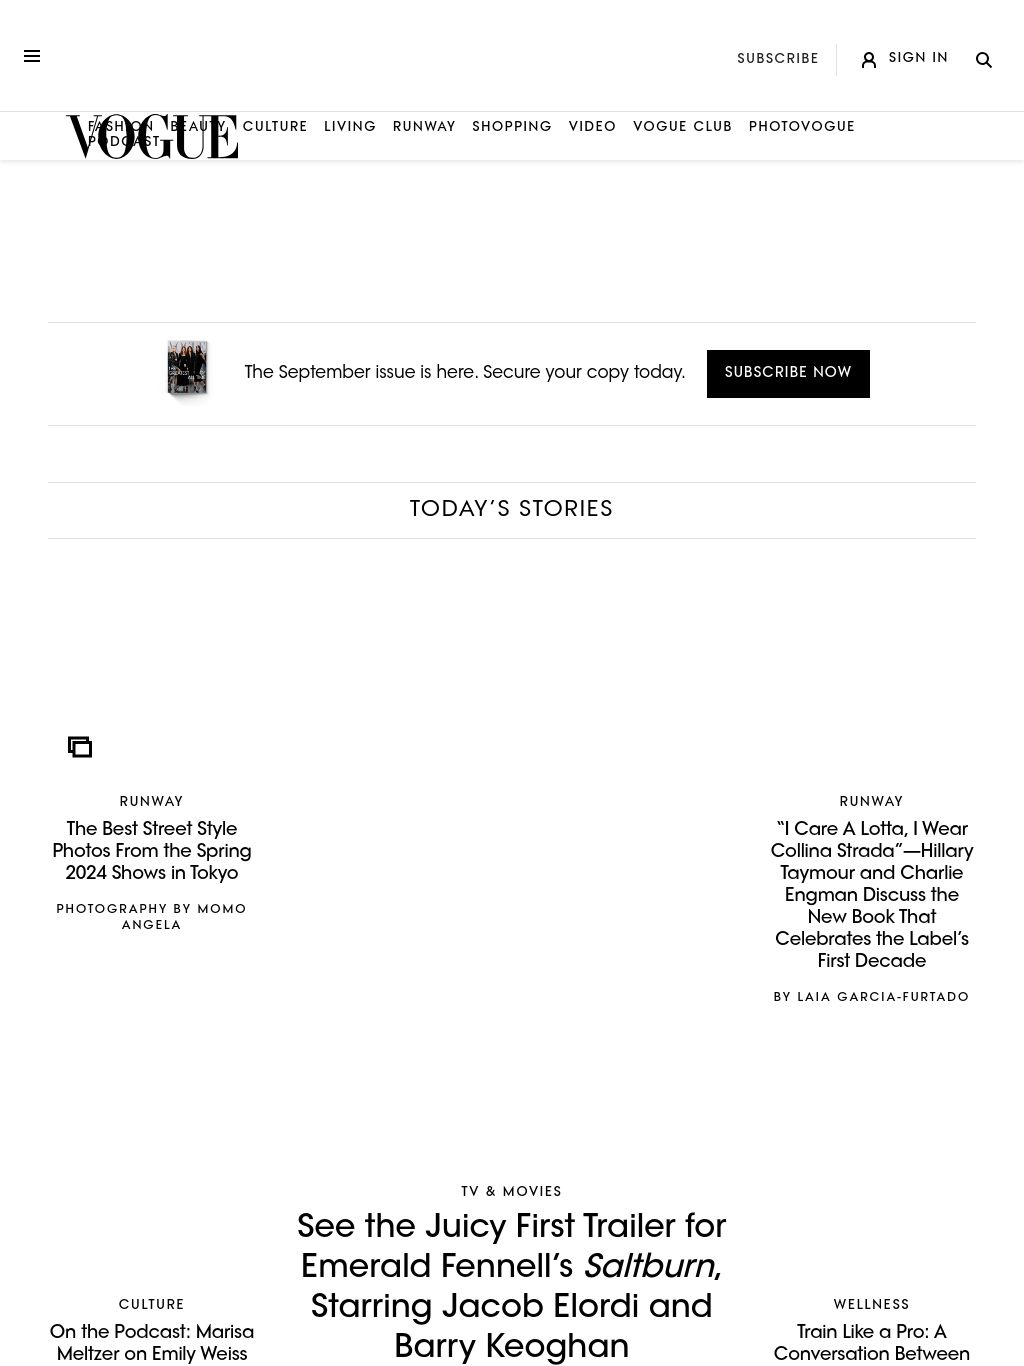 SUBSCRIBE
SIGN IN
VOGUE
FASHION BEAUTY CULTURE LIVING RUNWAY SHOPPING VIDEO VOGUE CLUB PHOTOVOGUE
PODCAST
The September issue is here. Secure your copy today.
SUBSCRIBE NOW
TODAY’S STORIES
RUNWAY
The Best Street Style
Photos From the Spring
2024 Shows in Tokyo
PHOTOGRAPHY BY MOMO
ANGELA
RUNWAY
“I Care A Lotta, I Wear
Collina Strada”—Hillary
Taymour and Charlie
Engman Discuss the
New Book That
Celebrates the Label’s
First Decade
BY LAIA GARCIA-FURTADO
TV & MOVIES
See the Juicy First Trailer for
Emerald Fennell’s Saltburn,
Starring Jacob Elordi and
Barry Keoghan
CULTURE
On the Podcast: Marisa
Meltzer on Emily Weiss
WELLNESS
Train Like a Pro: A
Conversation Between